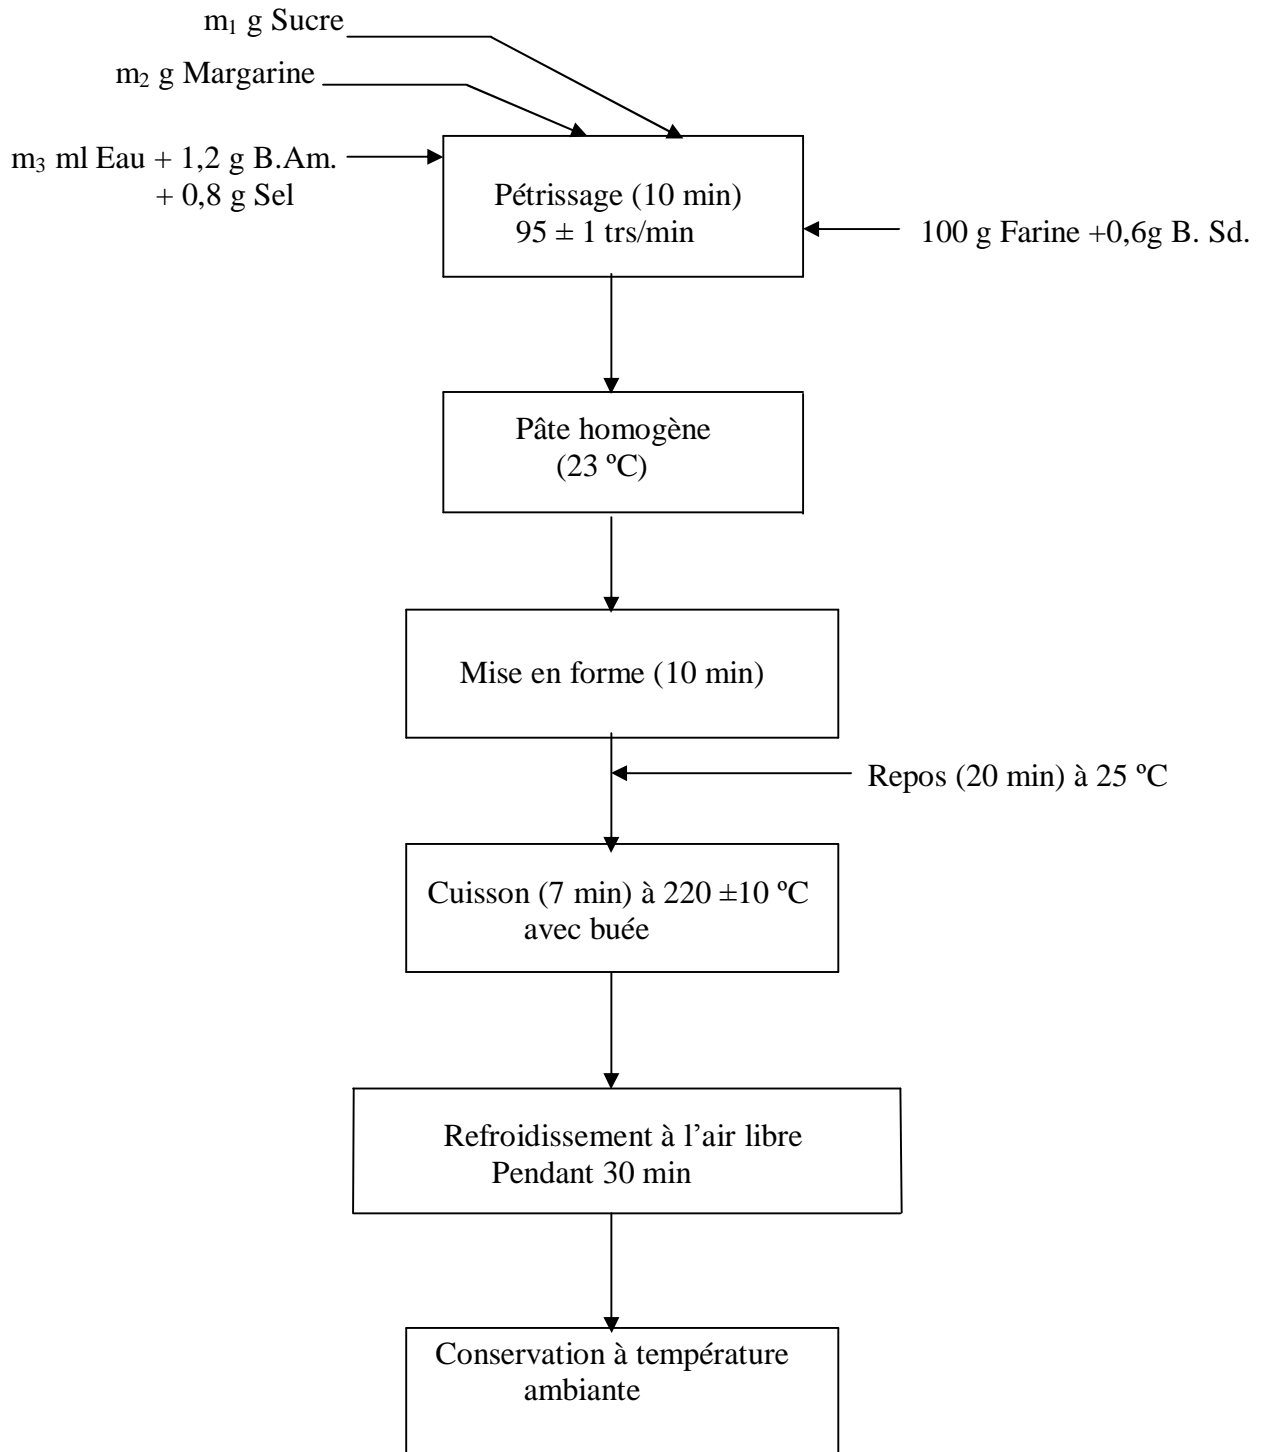 m₁ g Sucre
m₂ g Margarine
m₃ ml Eau + 1,2 g B.Am.
+ 0,8 g Sel
Pétrissage (10 min)
95 ± 1 trs/min
100 g Farine +0,6g B. Sd.
Pâte homogène
(23 ºC)
Mise en forme (10 min)
Repos (20 min) à 25 ºC
Cuisson (7 min) à 220 ±10 ºC
avec buée
Refroidissement à l’air libre
Pendant 30 min
Conservation à température
ambiante